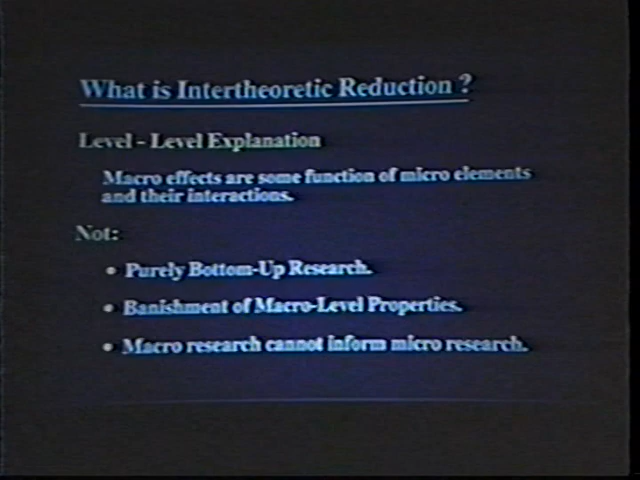 What is Intertheoretic Reduction ?
Level - Level Explanation
Macro effects are some function of micro elements
and their interactions.
Not:
• Purely Bottom-Up Research.
• Banishment of Macro-Level Properties.
• Macro research cannot inform micro research.